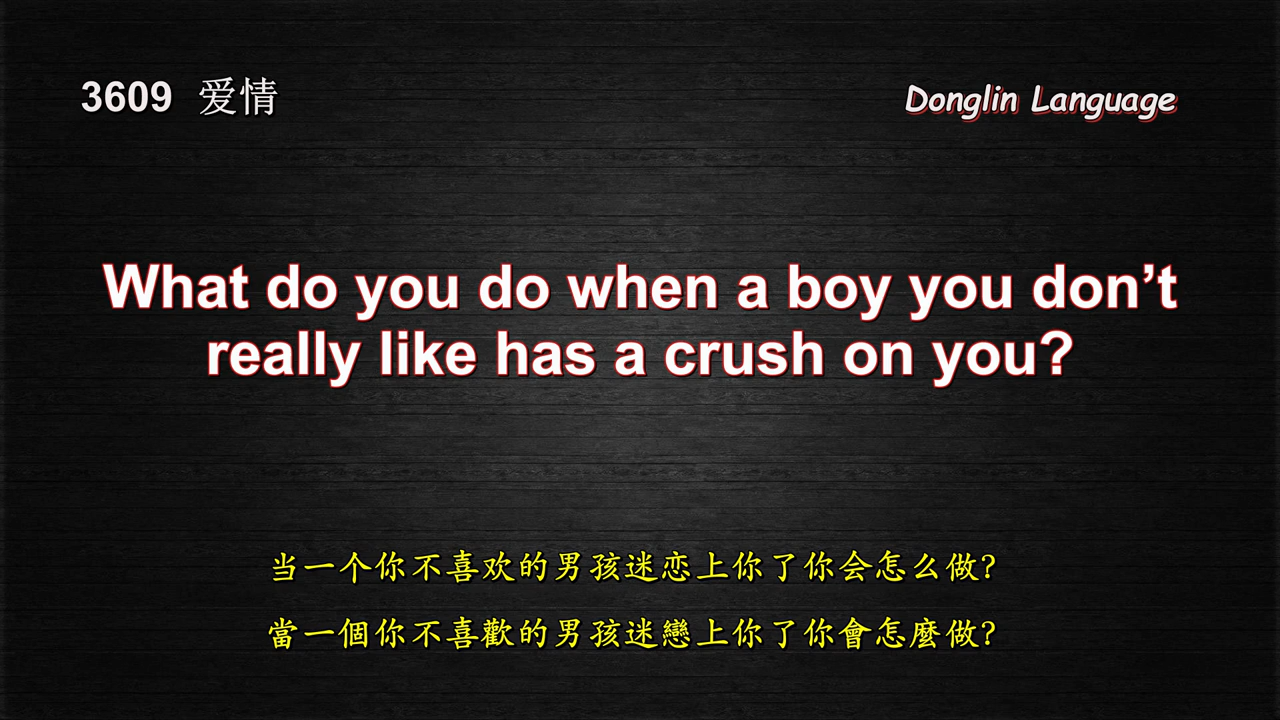 3609 爱情
Donglin Language
What do you do when a boy you don’t
really like has a crush on you?
当一个你不喜欢的男孩迷恋上你了你会怎么做?
當一個你不喜歡的男孩迷戀上你了你會怎麼做?